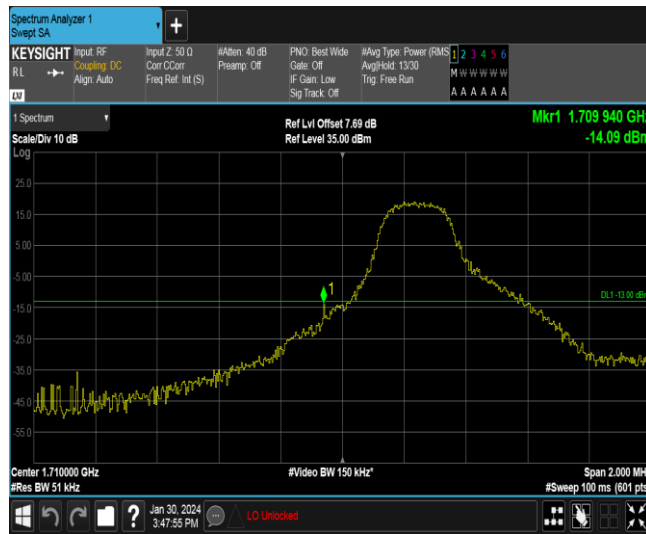 Spectrum Analyzer 1
Swept SA
KEYSIGHT
RL
LXI
Input: RF
Coupling: DC
Align: Auto
Input Z: 50 Ω
Corr CCorr
Freq Ref: Int (S)
#Atten: 40 dB
Preamp: Off
PNO: Best Wide
Gate: Off
IF Gain: Low
Sig Track: Off
#Avg Type: Power (RMS
Avg|Hold: 13/30
Trig: Free Run
1 2 3 4 5 6
M W W W W W
A A A A A A
1 Spectrum
Scale/Div 10 dB
Log
Ref Lvl Offset 7.69 dB
Ref Level 35.00 dBm
Mkr1 1.709 940 GHz
-14.09 dBm
25.0
15.0
5.00
-5.00
1
DL1 -13.00 dBm
-15.0
-25.0
-35.0
-45.0
-55.0
Center 1.710000 GHz
#Res BW 51 kHz
#Video BW 150 kHz*
Span 2.000 MH
#Sweep 100 ms (601 pts
?
Jan 30, 2024
3:47:55 PM
LO Unlocked